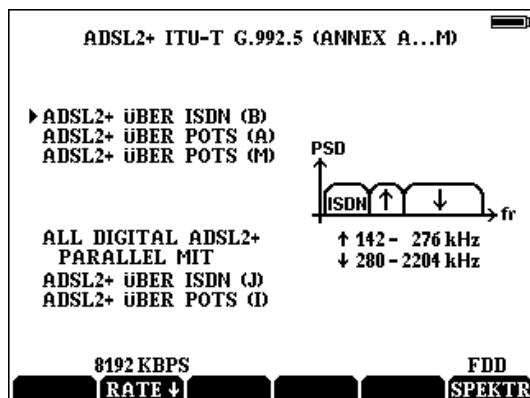 ADSL2+ ITU-T G.992.5 (ANNEX A...M)
ADSL2+ üBER ISDN (B)
ADSL2+ üBER POTS (A)
ADSL2+ üBER POTS (M)
PSD
ISDN ↑ ↓
fr
↑ 142 - 276 kHz
↓ 280 - 2204 kHz
ALL DIGITAL ADSL2+
PARALLEL MIT
ADSL2+ üBER ISDN (J)
ADSL2+ üBER POTS (I)
8192 KBPS
FDD
RATE ↓
SPEKTR